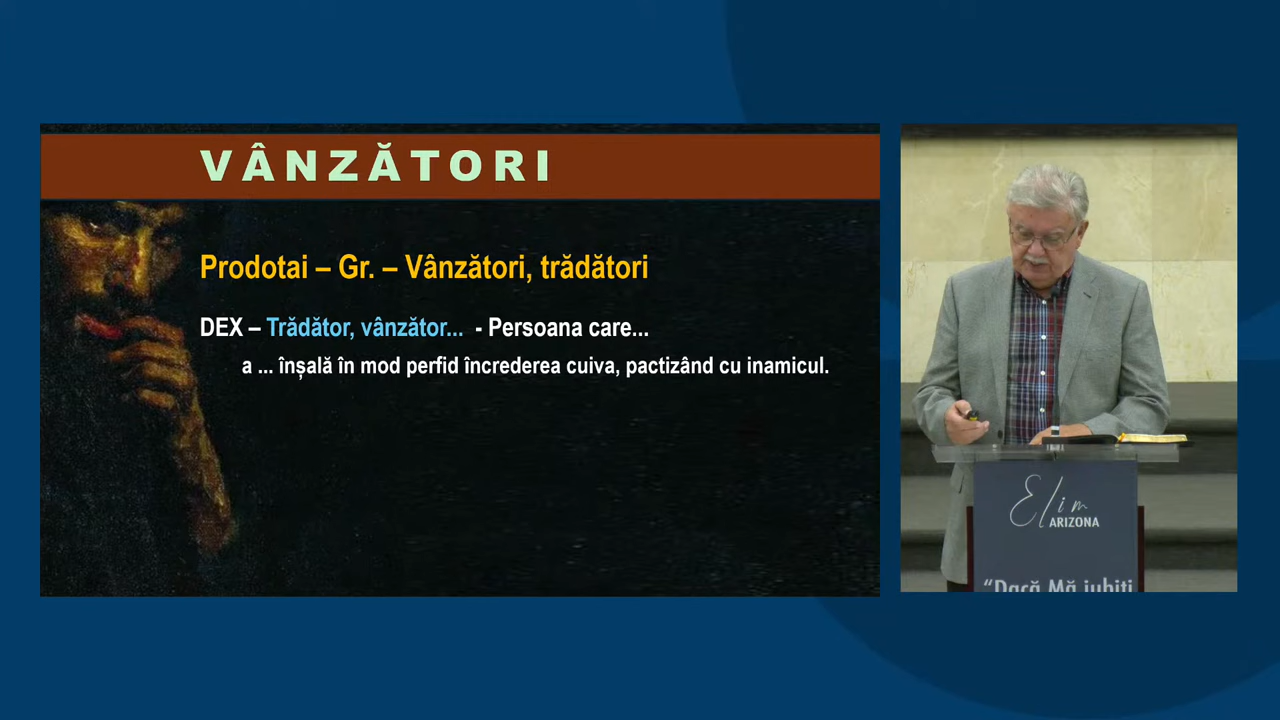 VÂNZĂTORI
Prodotai – Gr. – Vânzători, trădători
DEX – Trădător, vânzător... - Persoana care...
a ... înșală în mod perfid încrederea cuiva, pactizând cu inamicul.
Elim
ARIZONA
“Dacă Mă iubiți